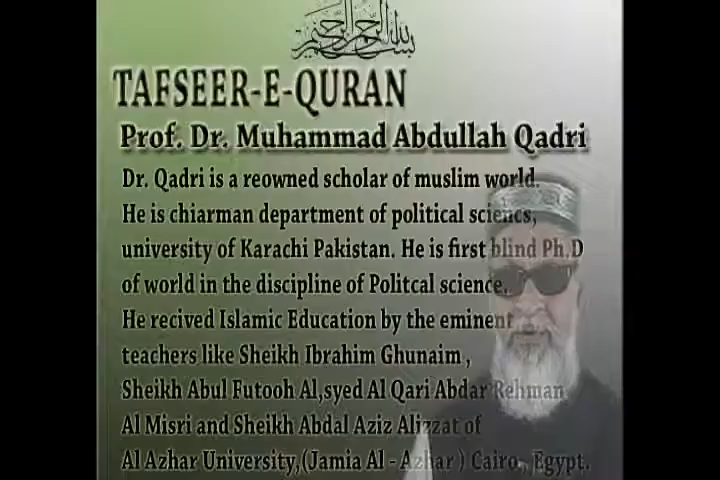 بسم الله الرحمن الرحيم
TAFSEER-E-QURAN
Prof. Dr. Muhammad Abdullah Qadri
Dr. Qadri is a reowned scholar of muslim world.
He is chiarman department of political sciencs,
university of Karachi Pakistan. He is first blind Ph.D
of world in the discipline of Politcal science.
He recived Islamic Education by the eminent
teachers like Sheikh Ibrahim Ghunaim ,
Sheikh Abul Futooh Al,syed Al Qari Abdar Rehman
Al Misri and Sheikh Abdal Aziz Alizzat of
Al Azhar University,(Jamia Al - Azhar ) Cairo, Egypt.